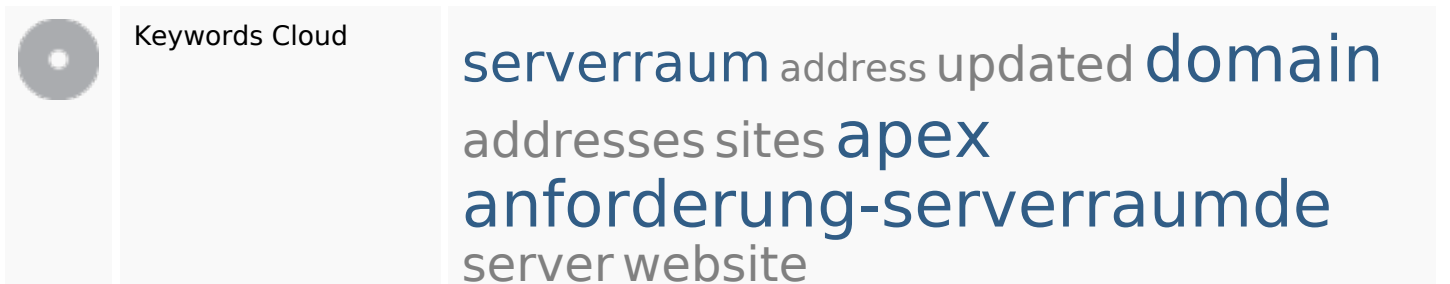 Keywords Cloud
serverraum address updated domain
addresses sites apex
anforderung-serverraumde
server website